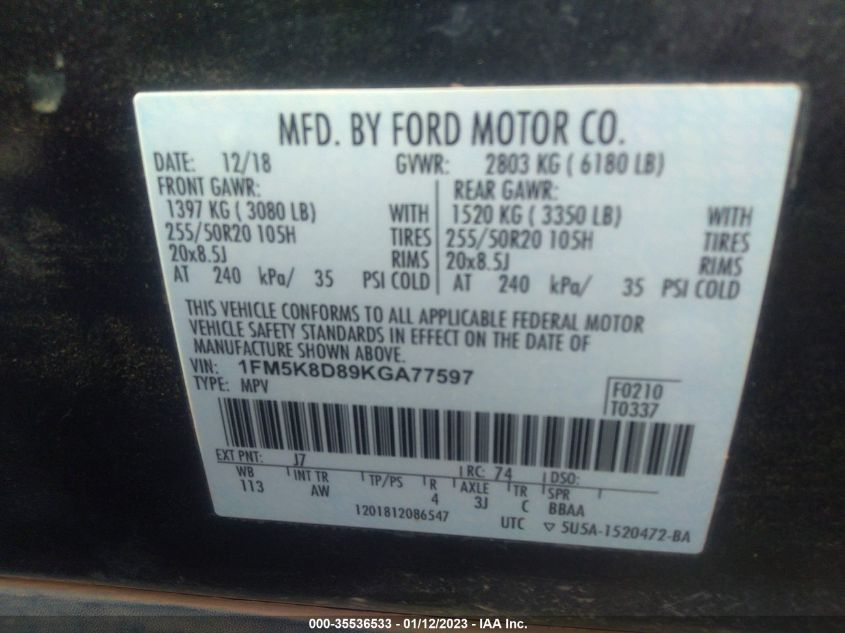 MFD. BY FORD MOTOR CO.
DATE: 12/18 GVWR: 2803 KG ( 6180 LB)
FRONT GAWR: REAR GAWR:
1397 KG ( 3080 LB) WITH 1520 KG ( 3350 LB) WITH
255/50R20 105H TIRES 255/50R20 105H TIRES
20x8.5J RIMS 20x8.5J RIMS
AT 240 kPa/ 35 PSI COLD AT 240 kPa/ 35 PSI COLD
THIS VEHICLE CONFORMS TO ALL APPLICABLE FEDERAL MOTOR
VEHICLE SAFETY STANDARDS IN EFFECT ON THE DATE OF
MANUFACTURE SHOWN ABOVE.
VIN: 1FM5K8D89KGA77597
TYPE: MPV
F0210
T0337
EXT PNT: J7 RC: 74 DSO:
WB INT TR TP/PS R AXLE TR SPR
113 AW 4 3J C BBAA
1201812086547 UTC ▽ 5U5A-1520472-BA
000-35536533 - 01/12/2023 - IAA Inc.